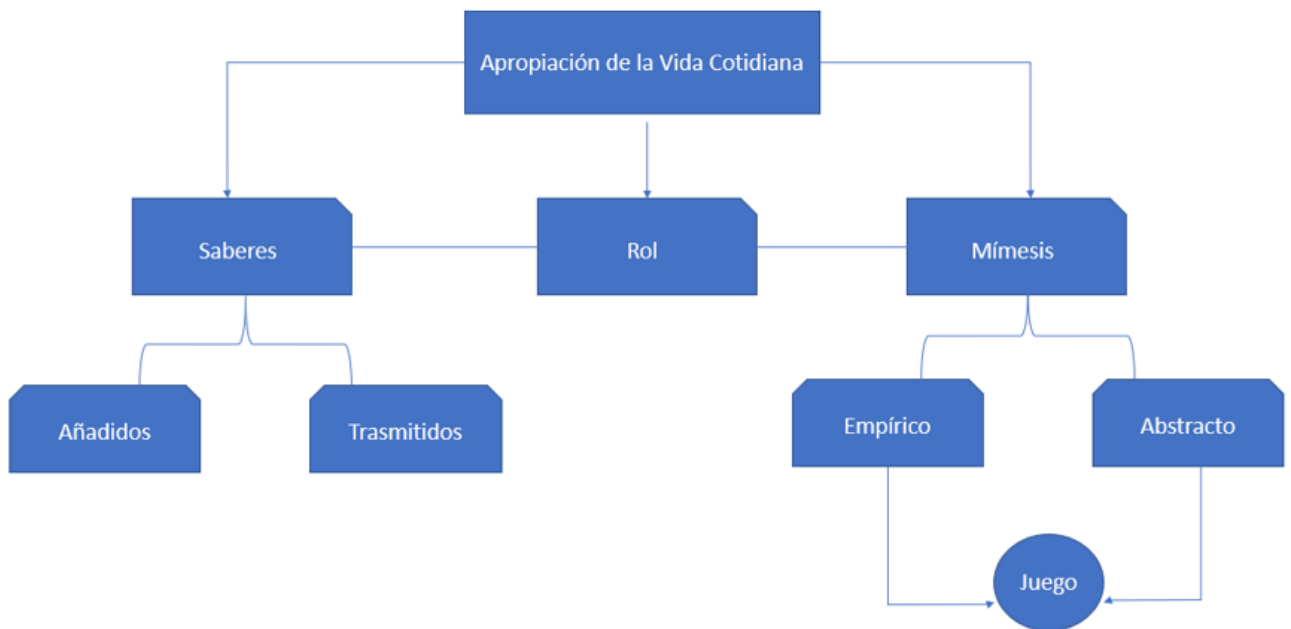 Apropiación de la Vida Cotidiana
Saberes
Rol
Mímesis
Añadidos
Trasmitidos
Empírico
Abstracto
Juego